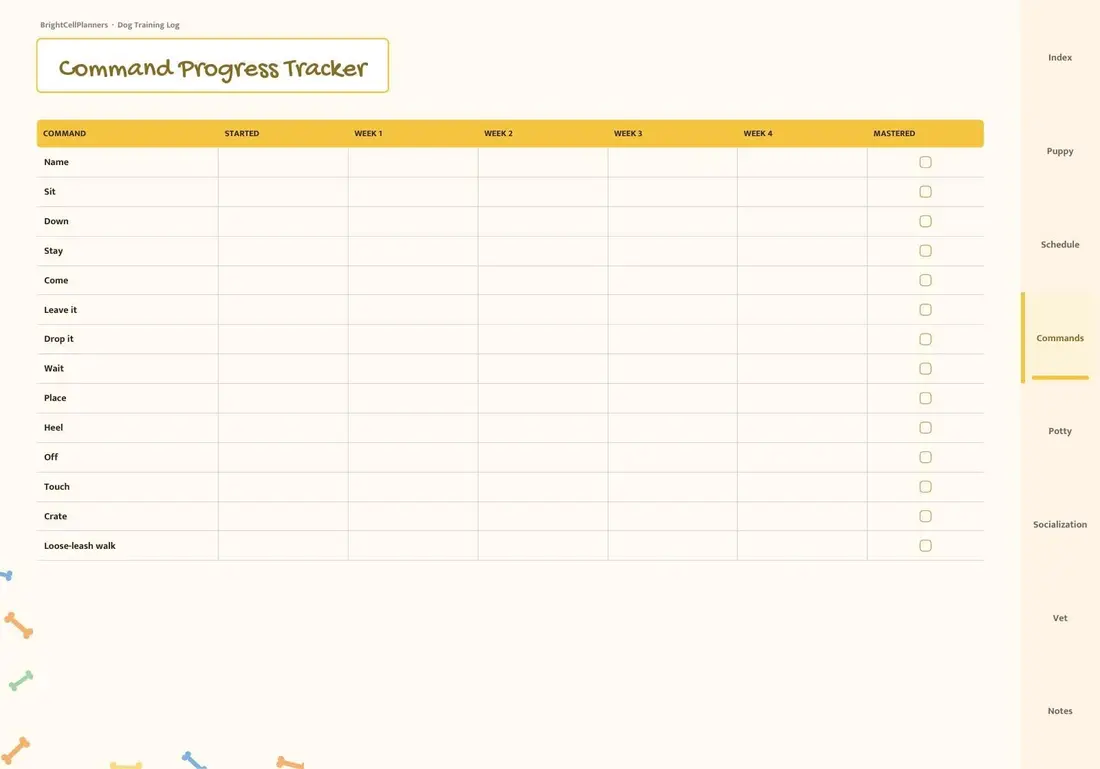 BrightCellPlanners · Dog Training Log
Command Progress Tracker
COMMAND STARTED WEEK 1 WEEK 2 WEEK 3 WEEK 4 MASTERED
Name
Sit
Down
Stay
Come
Leave it
Drop it
Wait
Place
Heel
Off
Touch
Crate
Loose-leash walk
Index
Puppy
Schedule
Commands
Potty
Socialization
Vet
Notes